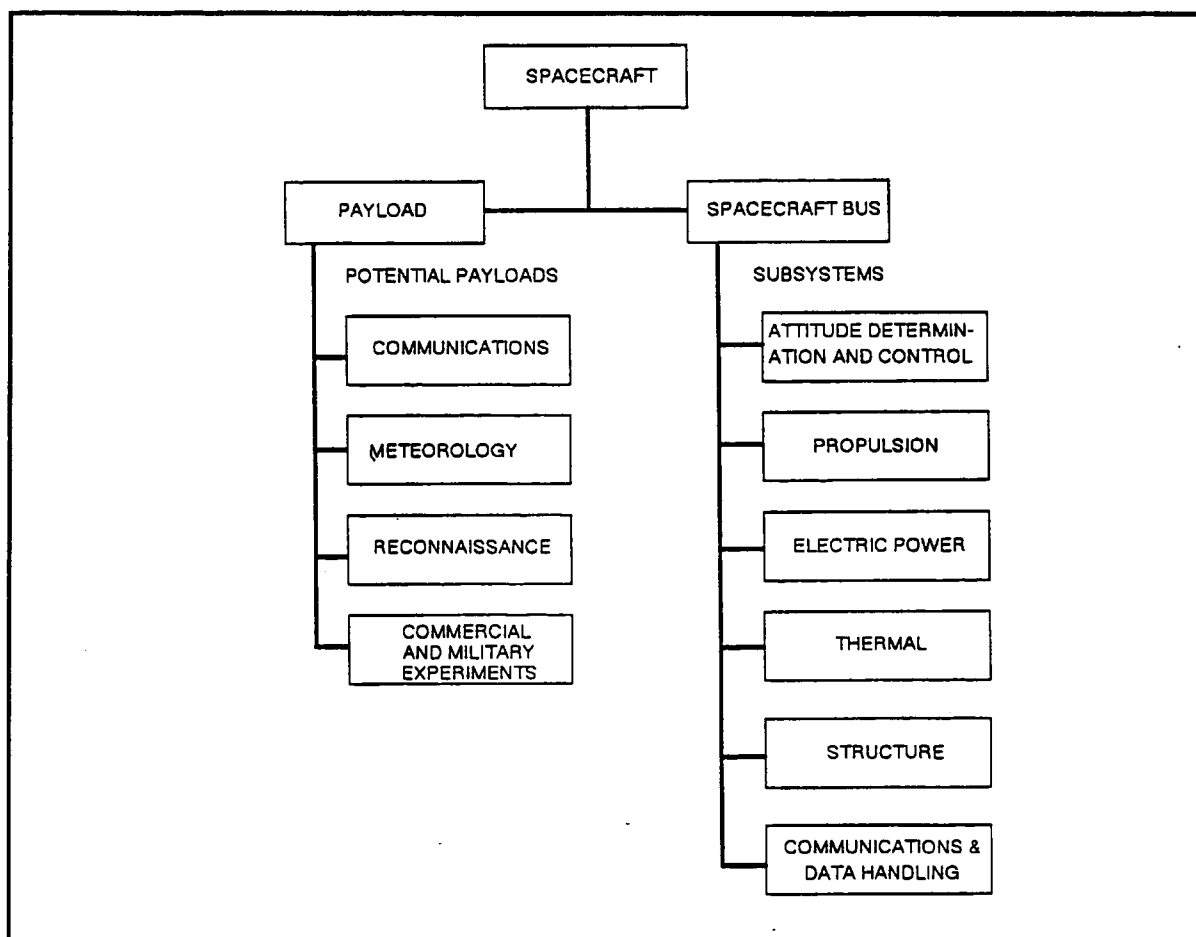 SPACECRAFT
PAYLOAD
POTENTIAL PAYLOADS
COMMUNICATIONS
METEOROLOGY
RECONNAISSANCE
COMMERCIAL
AND MILITARY
EXPERIMENTS
SPACECRAFT BUS
SUBSYSTEMS
ATTITUDE DETERMIN-
ATION AND CONTROL
PROPULSION
ELECTRIC POWER
THERMAL
STRUCTURE
COMMUNICATIONS &
DATA HANDLING